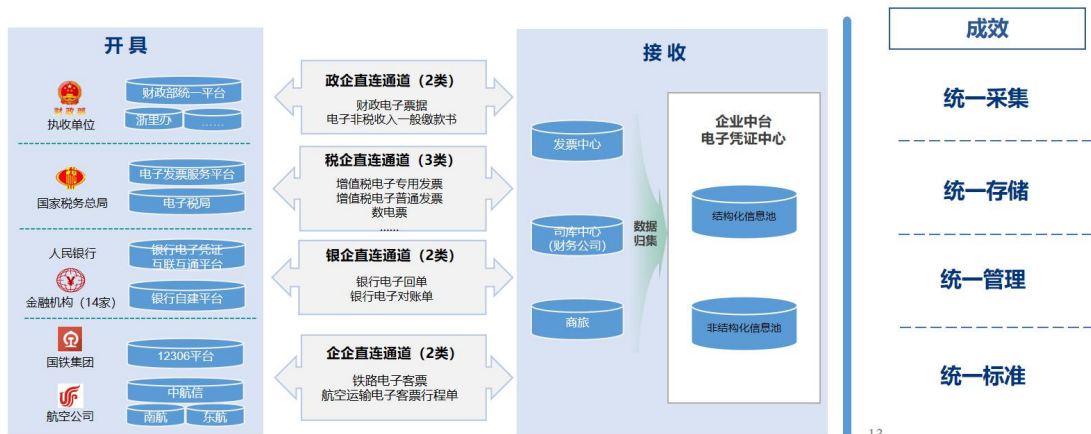 开具
财政部
执收单位
财政部统一平台
浙里办
……
国家税务总局
电子发票服务平台
电子税局
人民银行
金融机构（14家）
银行电子凭证
互联互通平台
银行自建平台
国铁集团
12306平台
航空公司
中航信
南航
东航
政企直连通道（2类）
财政电子票据
电子非税收入一般缴款书
税企直连通道（3类）
增值税电子专用发票
增值税电子普通发票
数电票
……
银企直连通道（2类）
银行电子回单
银行电子对账单
企企直连通道（2类）
铁路电子客票
航空运输电子客票行程单
接收
发票中心
司库中心
（财务公司）
商旅
数据
归集
企业中台
电子凭证中心
结构化信息池
非结构化信息池
成效
统一采集
统一存储
统一管理
统一标准